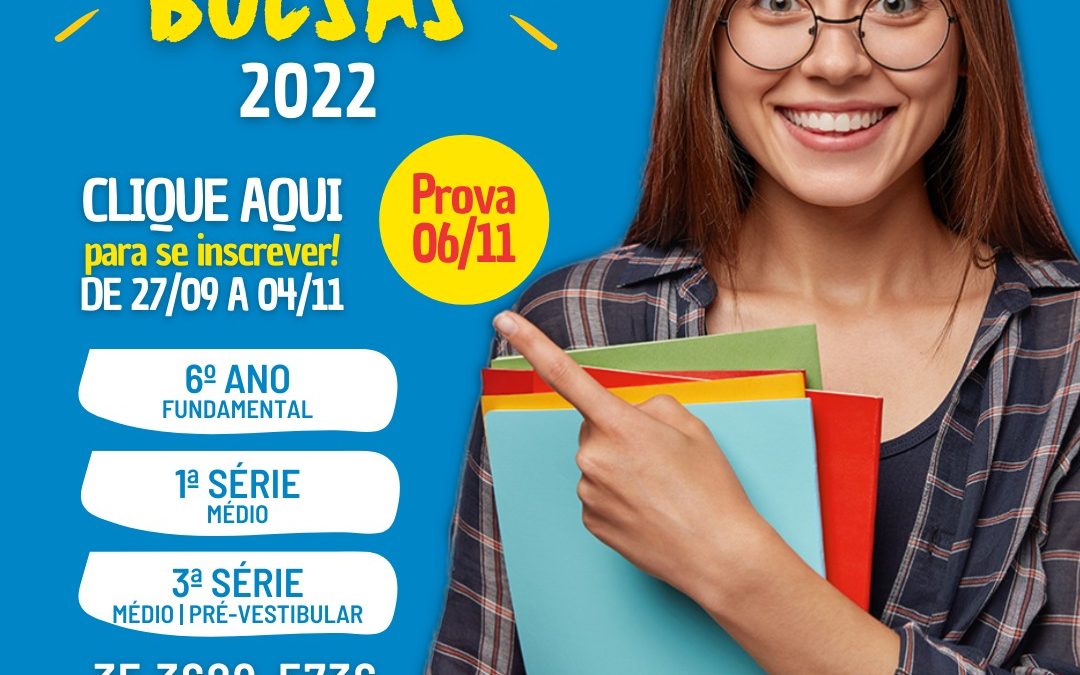 BOLSAS
2022
CLIQUE AQUI
para se inscrever!
DE 27/09 A 04/11
Prova
06/11
6º ANO
FUNDAMENTAL
1ª SÉRIE
MÉDIO
3ª SÉRIE
MÉDIO | PRÉ-VESTIBULAR